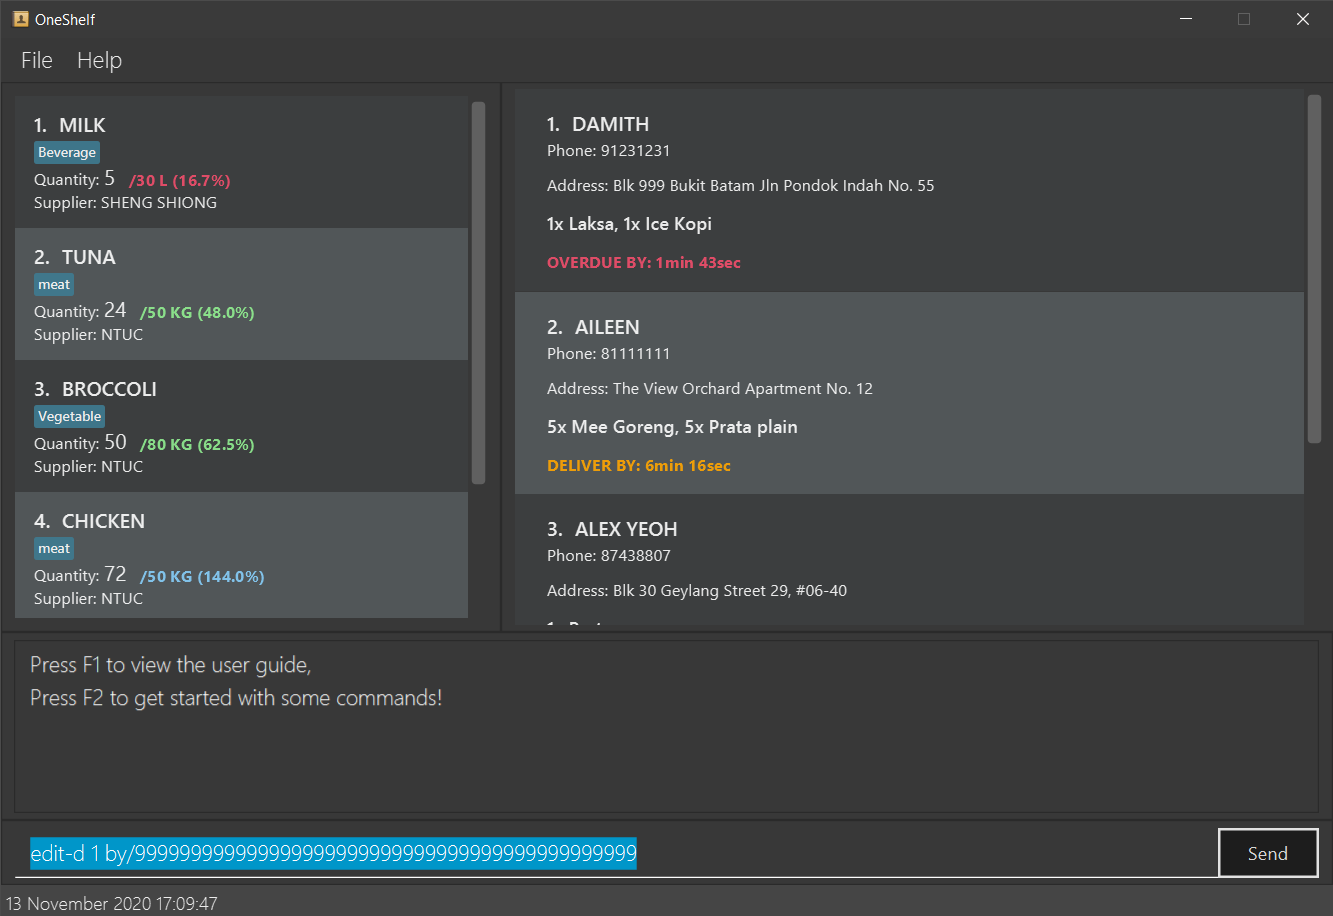 OneShelf
File Help
1. MILK
Beverage
Quantity: 5 /30 L (16.7%)
Supplier: SHENG SHIONG
2. TUNA
meat
Quantity: 24 /50 KG (48.0%)
Supplier: NTUC
3. BROCCOLI
Vegetable
Quantity: 50 /80 KG (62.5%)
Supplier: NTUC
4. CHICKEN
meat
Quantity: 72 /50 KG (144.0%)
Supplier: NTUC
1. DAMITH
Phone: 91231231
Address: Blk 999 Bukit Batam Jln Pondok Indah No. 55
1x Laksa, 1x Ice Kopi
OVERDUE BY: 1min 43sec
2. AILEEN
Phone: 81111111
Address: The View Orchard Apartment No. 12
5x Mee Goreng, 5x Prata plain
DELIVER BY: 6min 16sec
3. ALEX YEOH
Phone: 87438807
Address: Blk 30 Geylang Street 29, #06-40
Press F1 to view the user guide,
Press F2 to get started with some commands!
edit-d 1 by/999999999999999999999999999999999999999999999
Send
13 November 2020 17:09:47